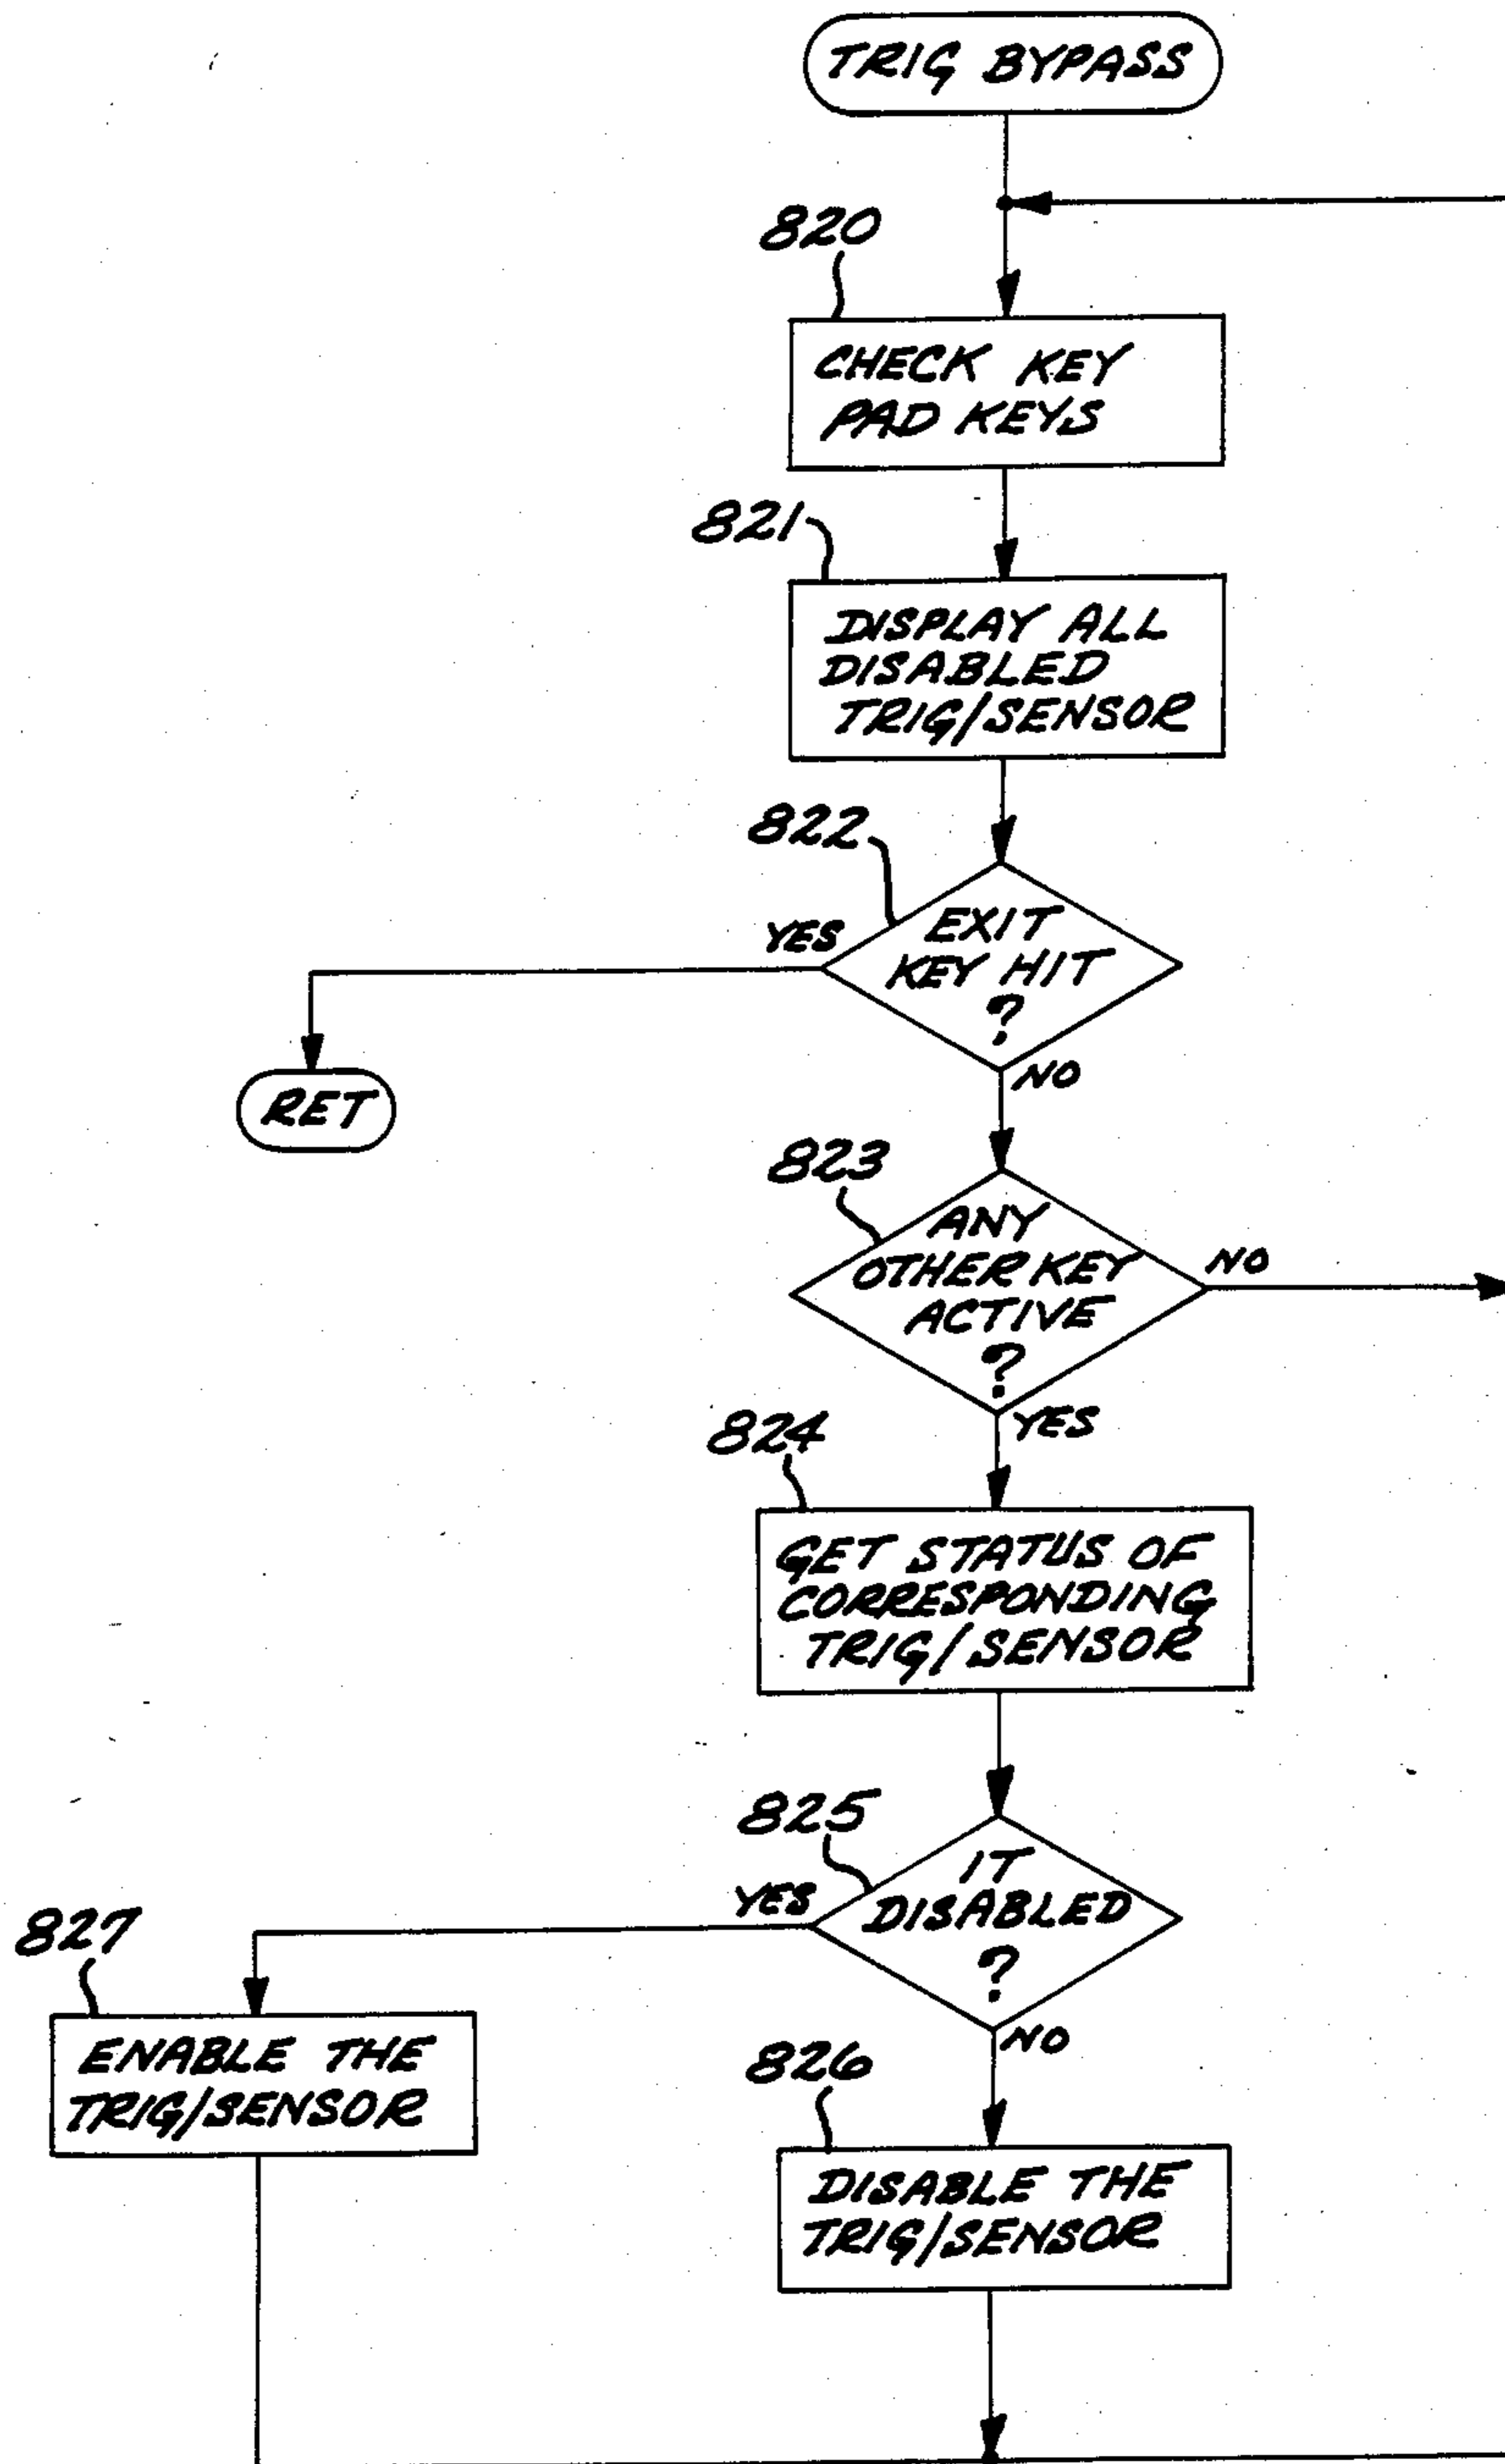 TRIG BYPASS
820
CHECK KEY
PAD KEYS
821
DISPLAY ALL
DISABLED
TRIG/SENSOR
822
EXIT
KEY HIT
?
YES
NO
RET
823
ANY
OTHER KEY
ACTIVE
?
NO
YES
824
GET STATUS OF
CORRESPONDING
TRIG/SENSOR
825
IT
DISABLED
?
YES
NO
827
ENABLE THE
TRIG/SENSOR
826
DISABLE THE
TRIG/SENSOR